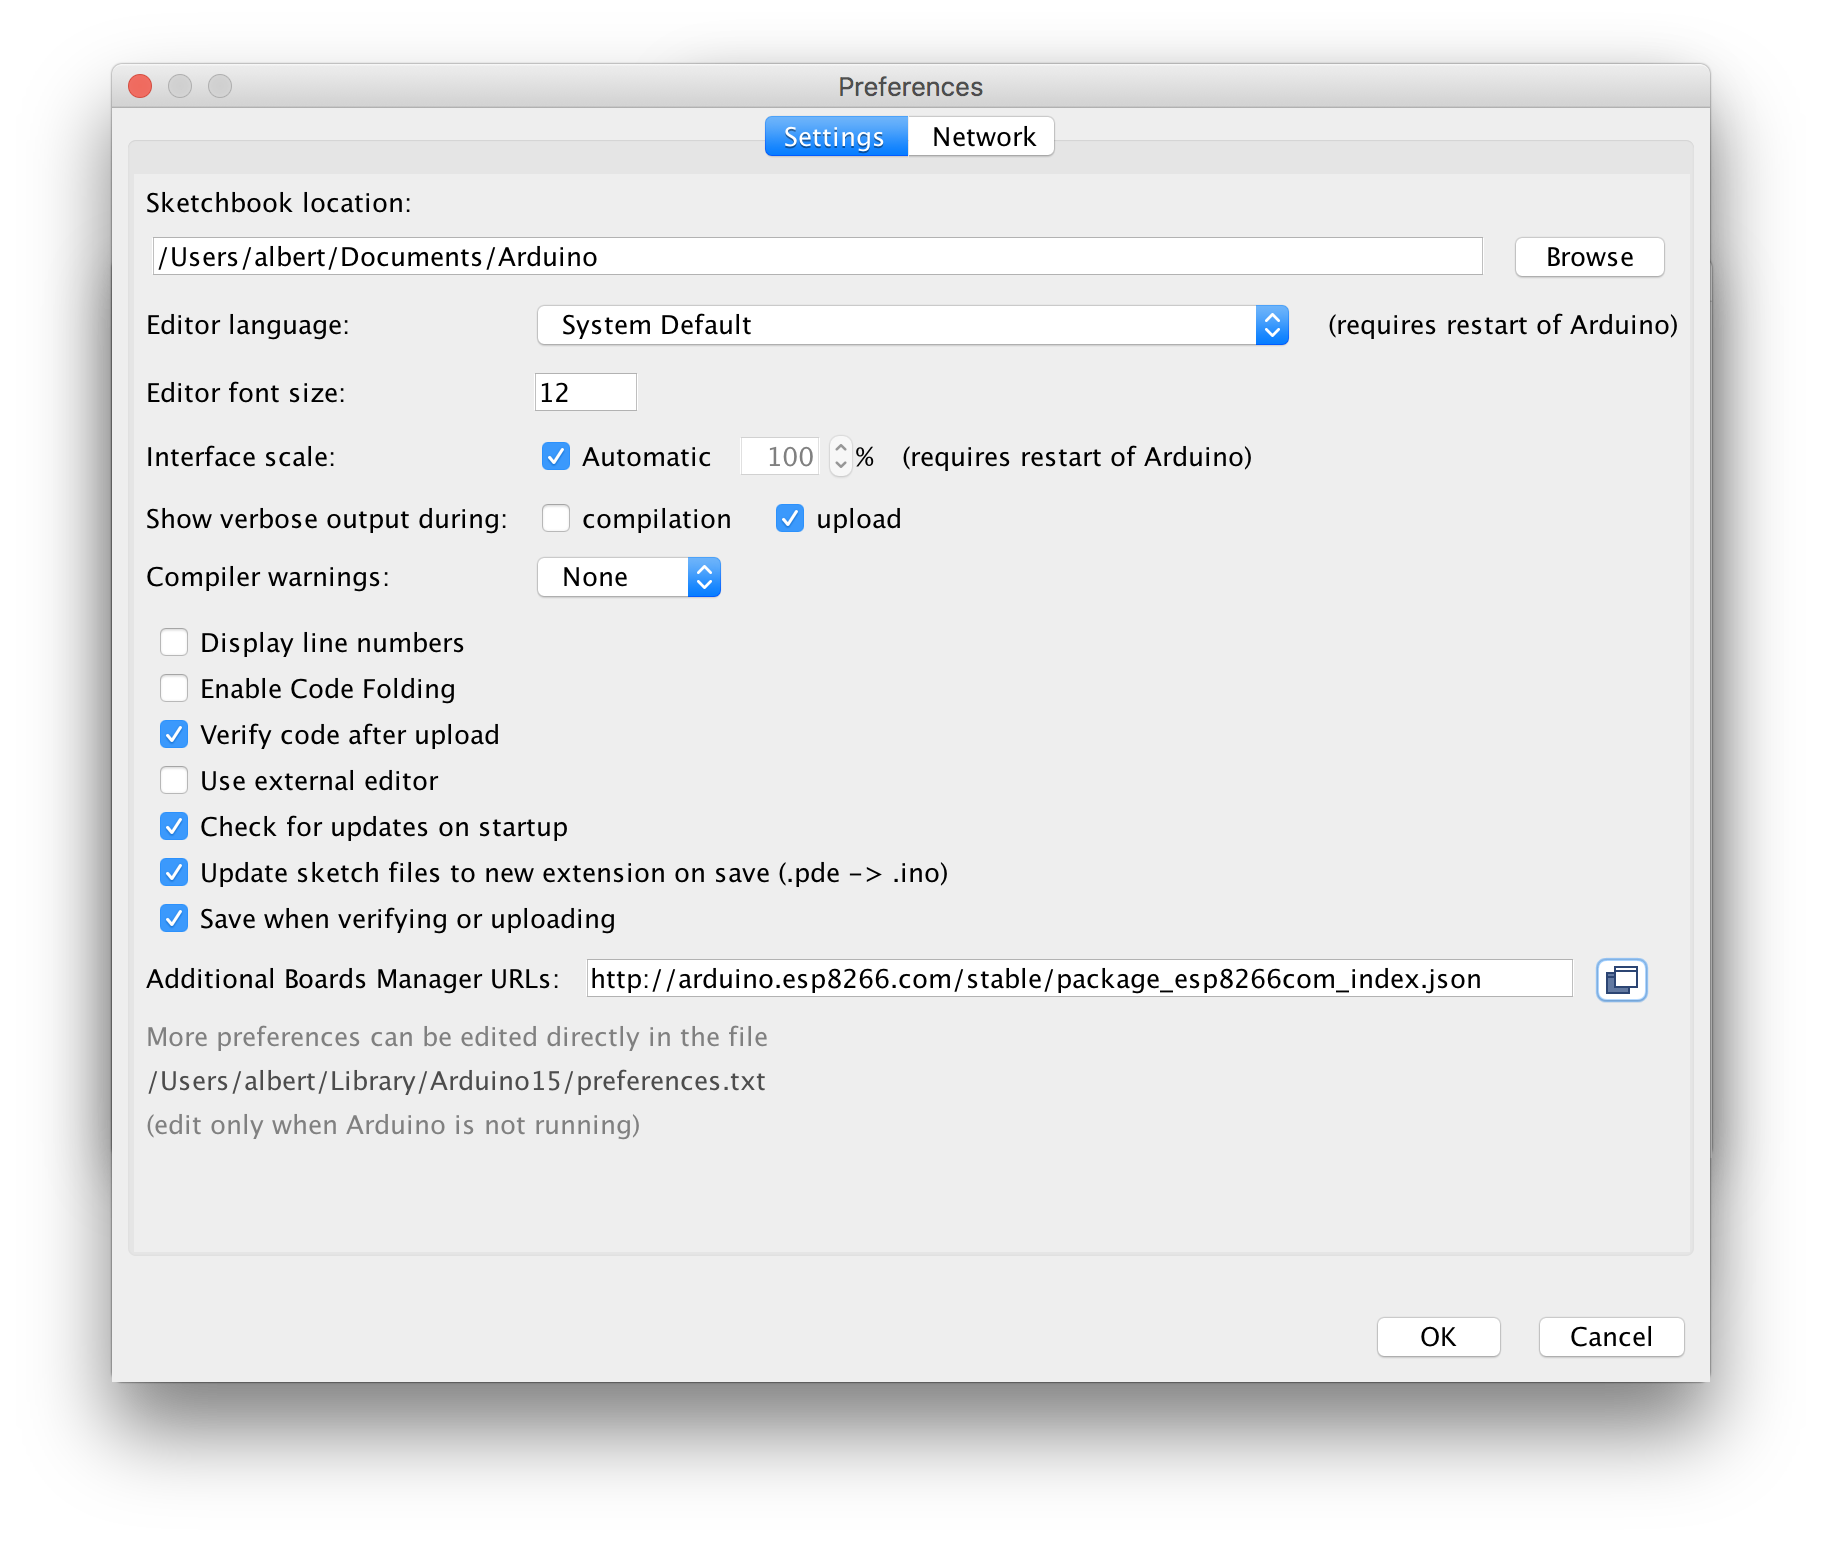 Preferences
Settings Network
Sketchbook location:
/Users/albert/Documents/Arduino Browse
Editor language: System Default (requires restart of Arduino)
Editor font size: 12
Interface scale: Automatic 100 % (requires restart of Arduino)
Show verbose output during: compilation upload
Compiler warnings: None
Display line numbers
Enable Code Folding
Verify code after upload
Use external editor
Check for updates on startup
Update sketch files to new extension on save (.pde -> .ino)
Save when verifying or uploading
Additional Boards Manager URLs: http://arduino.esp8266.com/stable/package_esp8266com_index.json
More preferences can be edited directly in the file
/Users/albert/Library/Arduino15/preferences.txt
(edit only when Arduino is not running)
OK Cancel